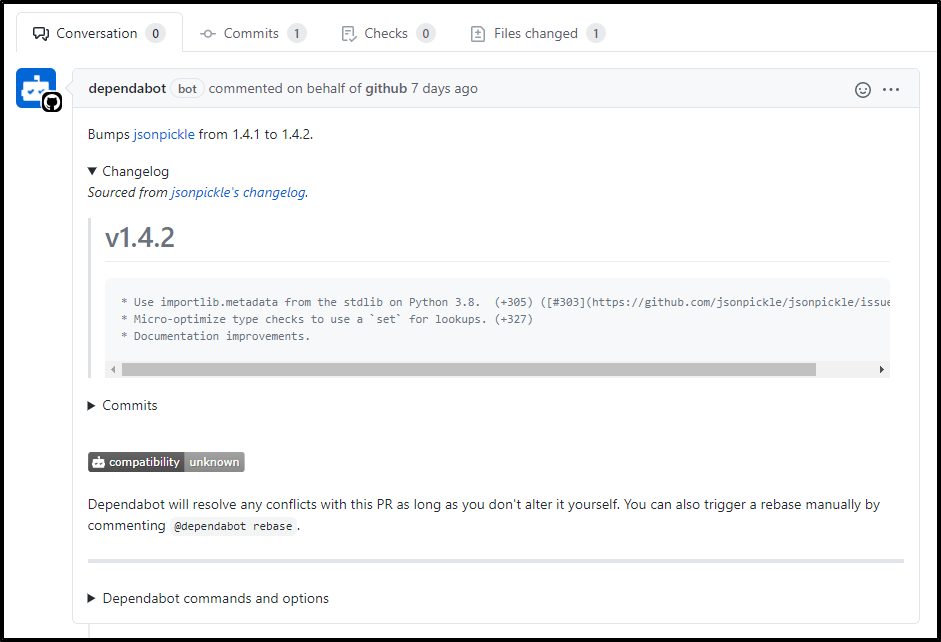 Conversation 0 Commits 1 Checks 0 Files changed 1
dependabot bot commented on behalf of github 7 days ago
Bumps jsonpickle from 1.4.1 to 1.4.2.
Changelog
Sourced from jsonpickle's changelog.
v1.4.2
* Use importlib.metadata from the stdlib on Python 3.8.  (+305) ([#303](https://github.com/jsonpickle/jsonpickle/issue
* Micro-optimize type checks to use a `set` for lookups. (+327)
* Documentation improvements.
Commits
compatibility unknown
Dependabot will resolve any conflicts with this PR as long as you don't alter it yourself. You can also trigger a rebase manually by
commenting @dependabot rebase .
Dependabot commands and options